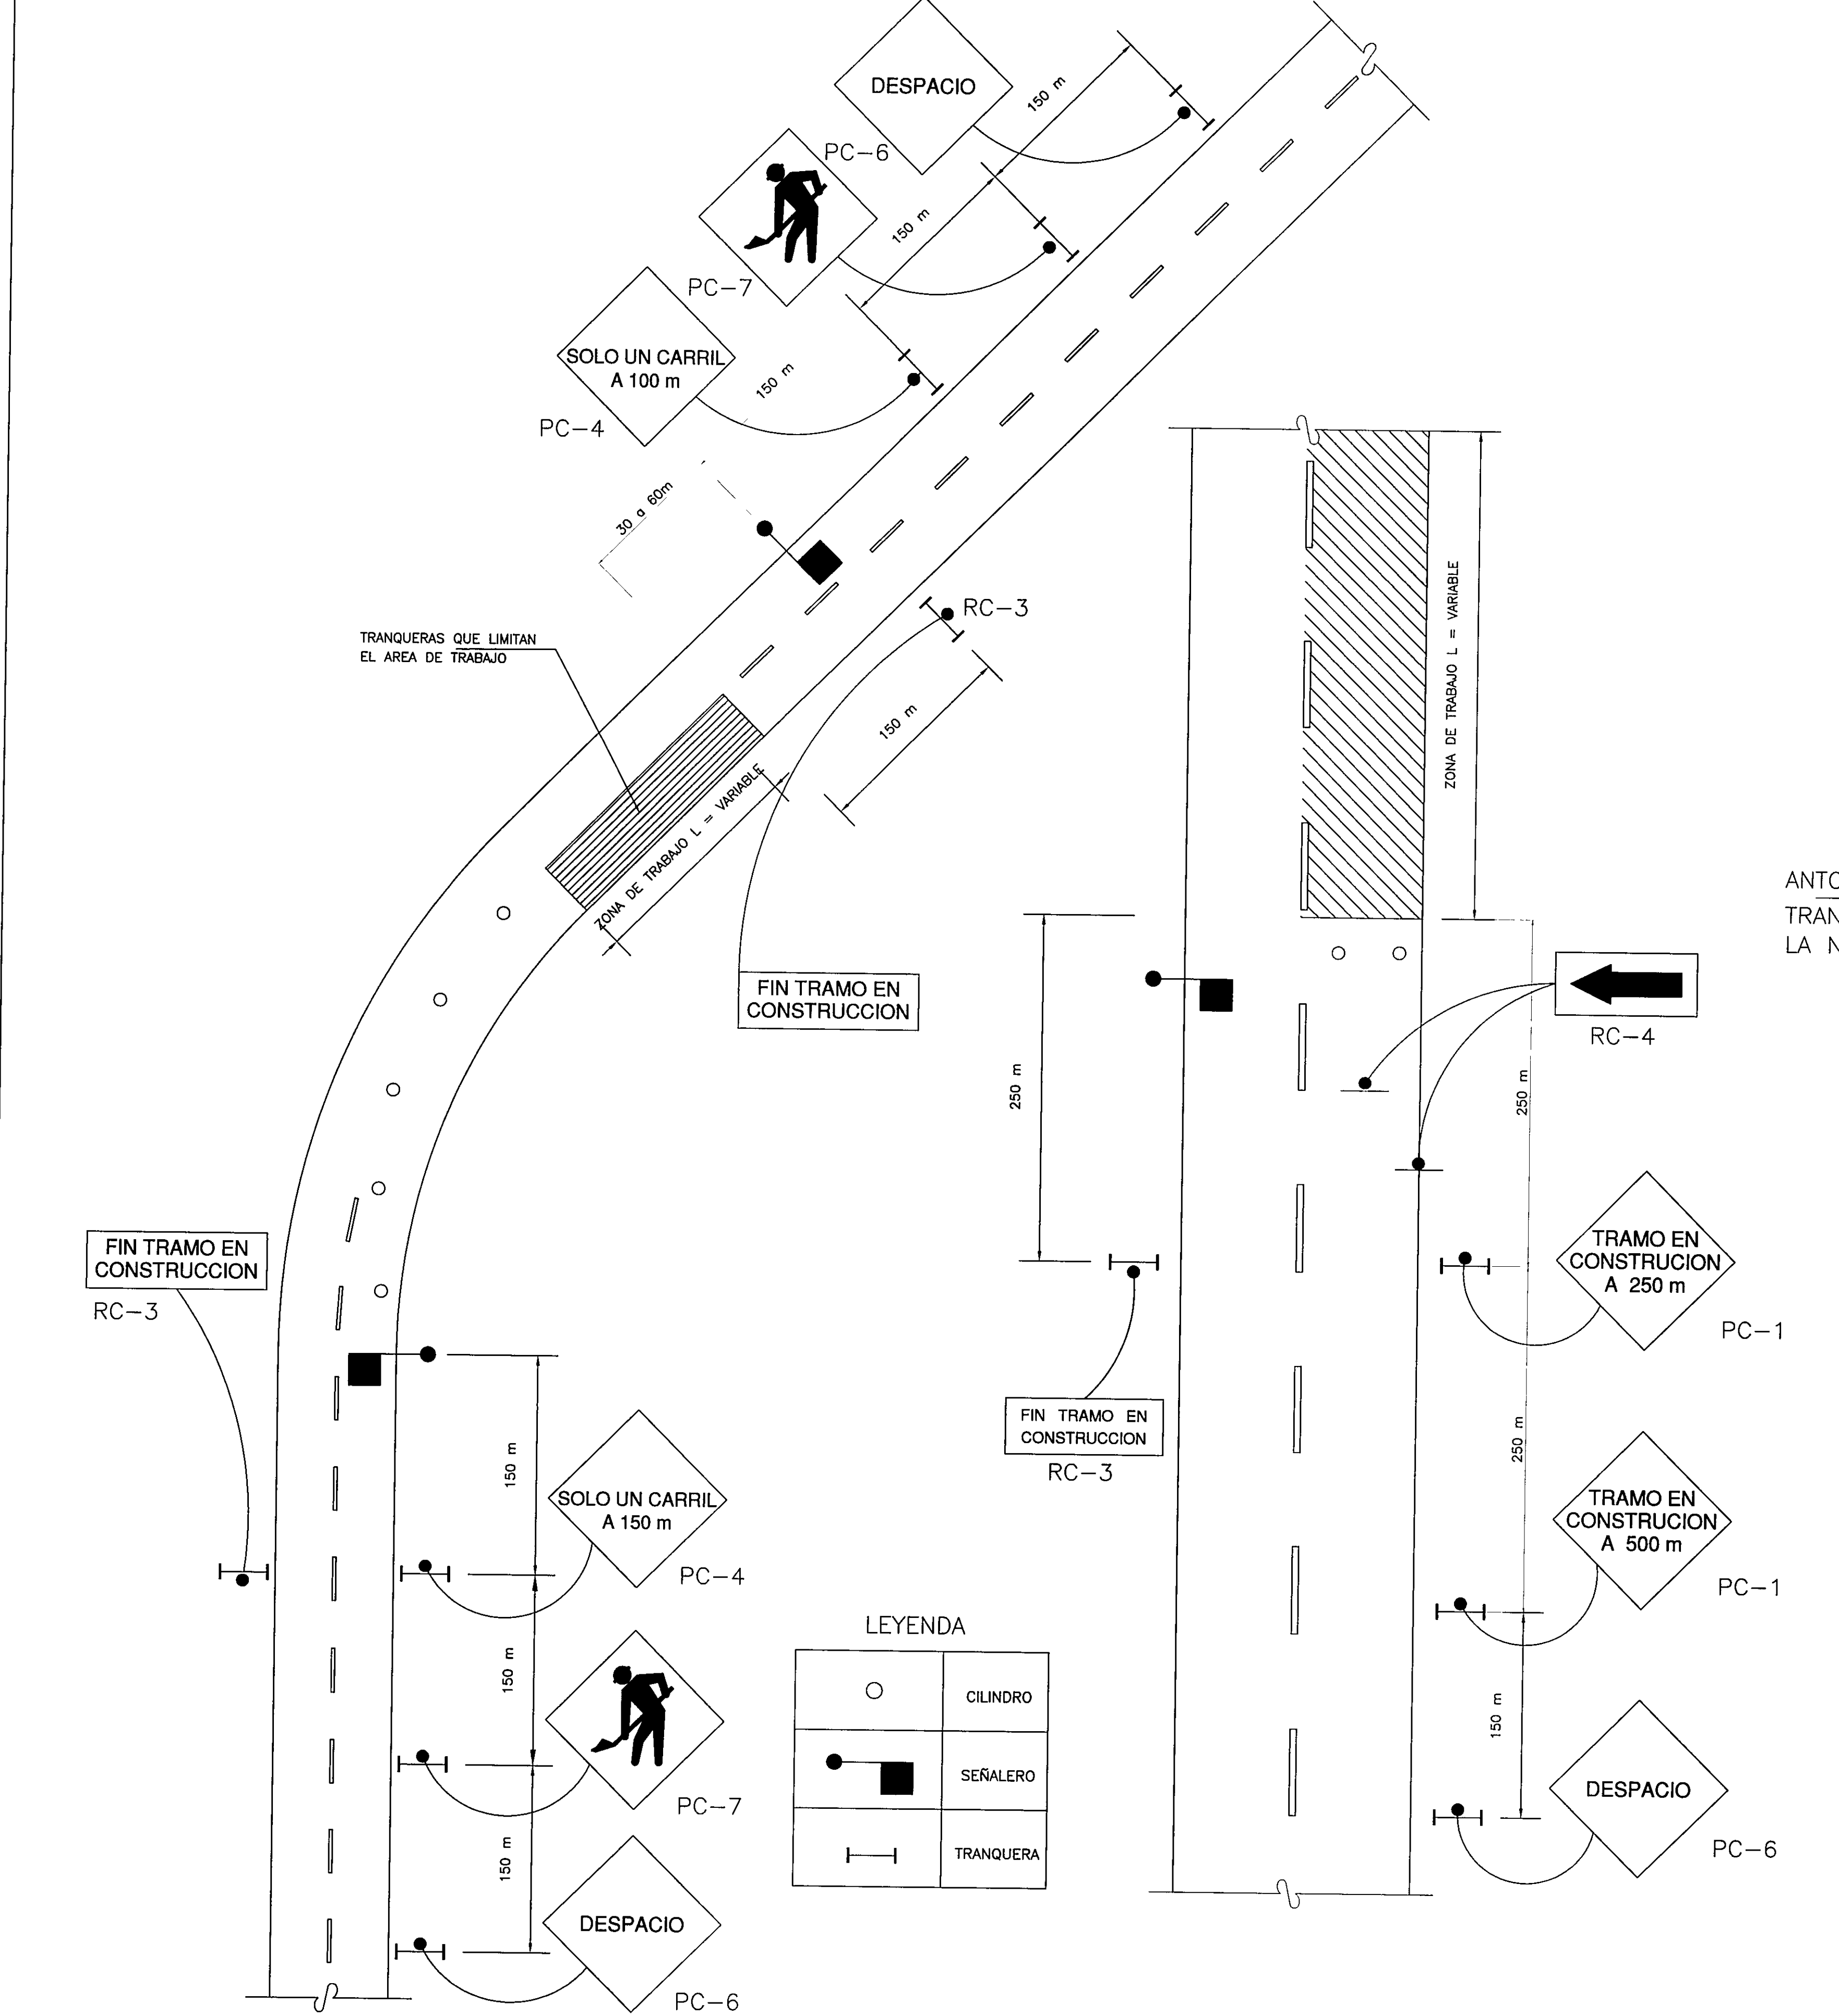 DESPACIO
150 m
PC-6
150 m
PC-7
SOLO UN CARRIL
A 100 m
150 m
PC-4
30 a 60m
RC-3
TRANQUERAS QUE LIMITAN
EL AREA DE TRABAJO
150 m
ZONA DE TRABAJO L = VARIABLE
FIN TRAMO EN
CONSTRUCCION
FIN TRAMO EN
CONSTRUCCION
RC-3
150 m
SOLO UN CARRIL
A 150 m
PC-4
150 m
PC-7
150 m
DESPACIO
PC-6
LEYENDA
CILINDRO
SEÑALERO
TRANQUERA
ZONA DE TRABAJO L = VARIABLE
ANTO
TRAN
LA N
RC-4
250 m
250 m
TRAMO EN
CONSTRUCION
A 250 m
PC-1
FIN TRAMO EN
CONSTRUCCION
RC-3
250 m
TRAMO EN
CONSTRUCION
A 500 m
PC-1
150 m
DESPACIO
PC-6